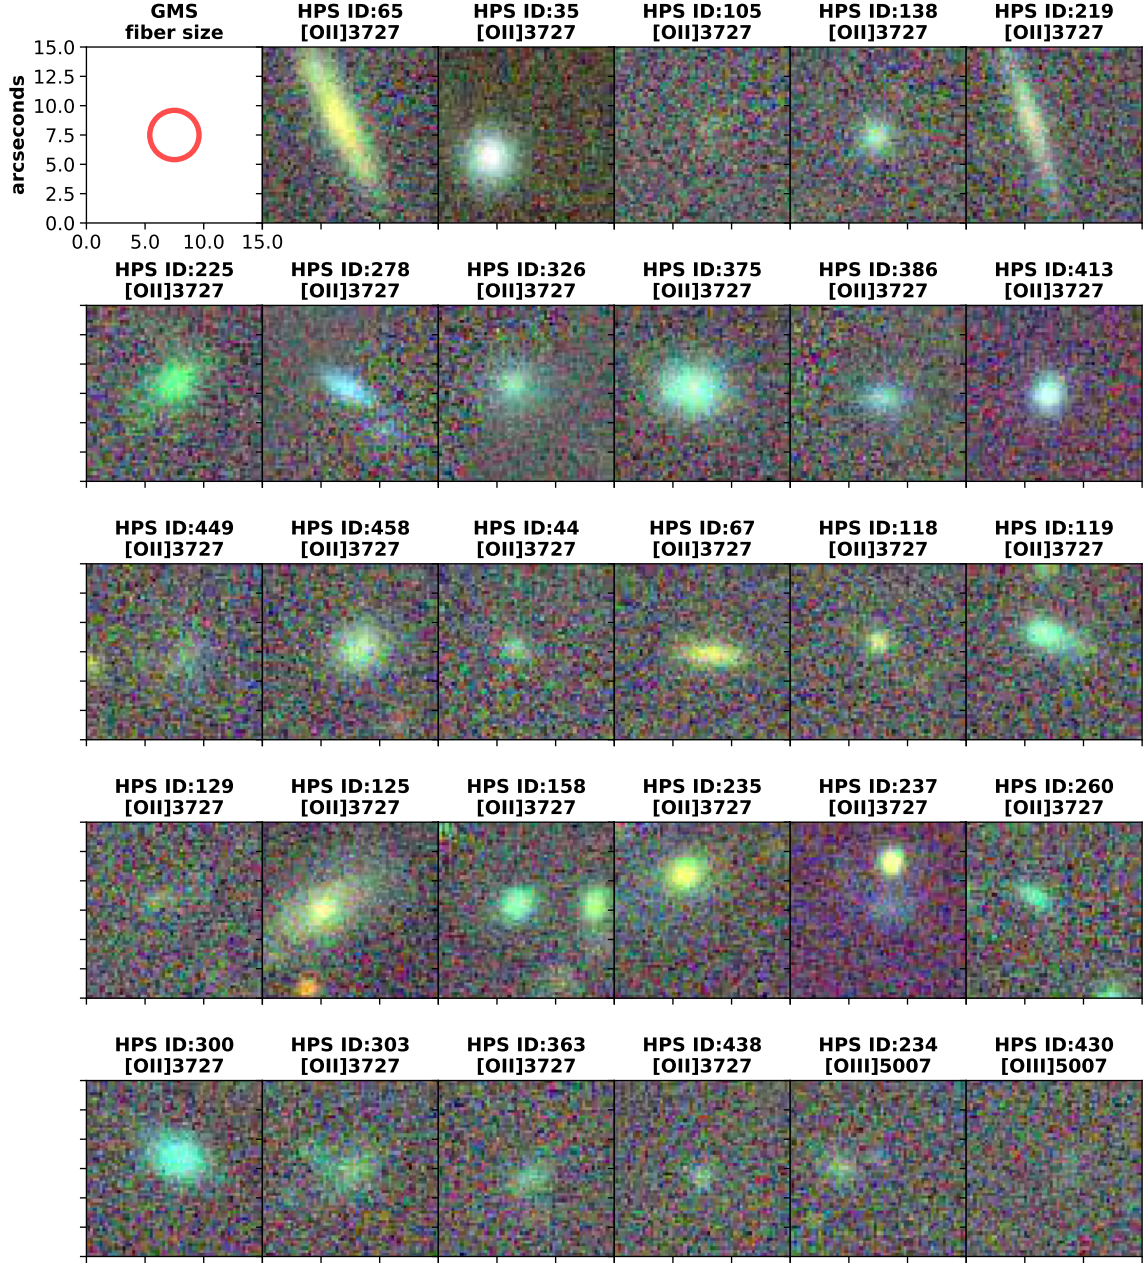 GMS
fiber size
HPS ID:65
[OII]3727
HPS ID:35
[OII]3727
HPS ID:105
[OII]3727
HPS ID:138
[OII]3727
HPS ID:219
[OII]3727
arcseconds
15.0
12.5
10.0
7.5
5.0
2.5
0.0
0.0
5.0
10.0
15.0
HPS ID:225
[OII]3727
HPS ID:278
[OII]3727
HPS ID:326
[OII]3727
HPS ID:375
[OII]3727
HPS ID:386
[OII]3727
HPS ID:413
[OII]3727
HPS ID:449
[OII]3727
HPS ID:458
[OII]3727
HPS ID:44
[OII]3727
HPS ID:67
[OII]3727
HPS ID:118
[OII]3727
HPS ID:119
[OII]3727
HPS ID:129
[OII]3727
HPS ID:125
[OII]3727
HPS ID:158
[OII]3727
HPS ID:235
[OII]3727
HPS ID:237
[OII]3727
HPS ID:260
[OII]3727
HPS ID:300
[OII]3727
HPS ID:303
[OII]3727
HPS ID:363
[OII]3727
HPS ID:438
[OII]3727
HPS ID:234
[OIII]5007
HPS ID:430
[OIII]5007